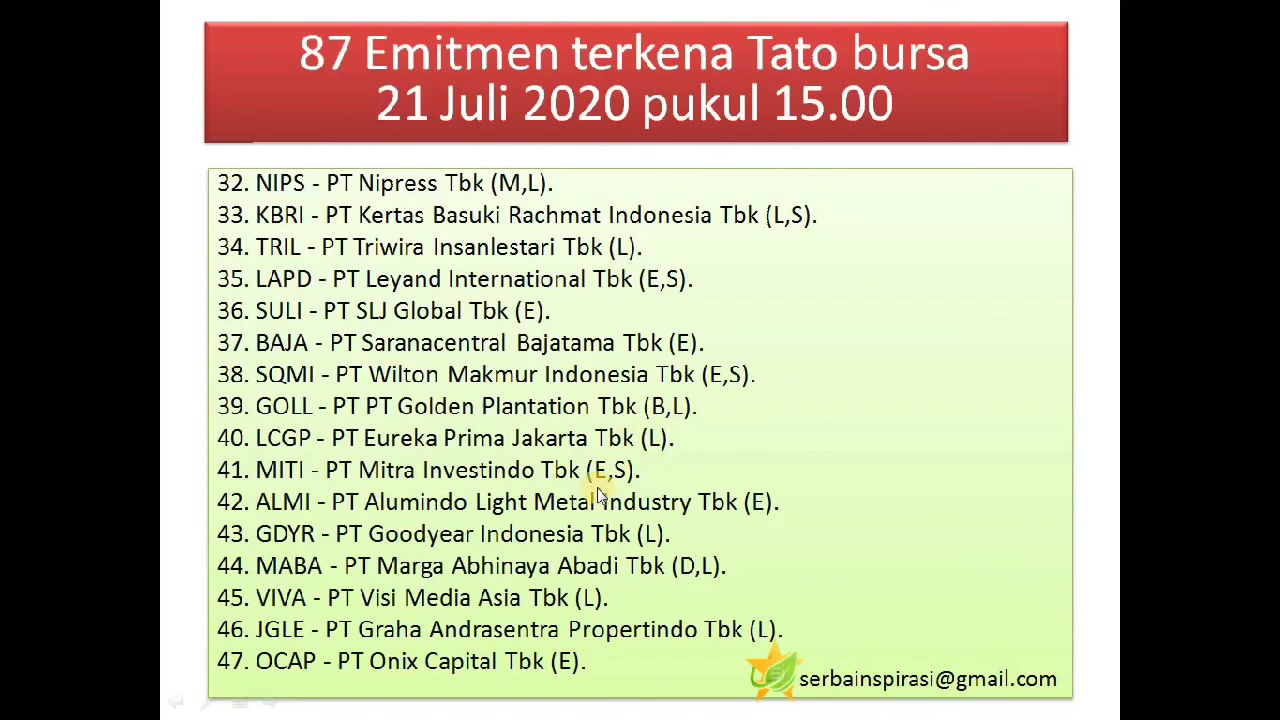 87 Emitmen terkena Tato bursa
21 Juli 2020 pukul 15.00
32. NIPS - PT Nipress Tbk (M,L).
33. KBRI - PT Kertas Basuki Rachmat Indonesia Tbk (L,S).
34. TRIL - PT Triwira Insanlestari Tbk (L).
35. LAPD - PT Leyand International Tbk (E,S).
36. SULI - PT SLJ Global Tbk (E).
37. BAJA - PT Saranacentral Bajatama Tbk (E).
38. SQMI - PT Wilton Makmur Indonesia Tbk (E,S).
39. GOLL - PT PT Golden Plantation Tbk (B,L).
40. LCGP - PT Eureka Prima Jakarta Tbk (L).
41. MITI - PT Mitra Investindo Tbk (E,S).
42. ALMI - PT Alumindo Light Metal Industry Tbk (E).
43. GDYR - PT Goodyear Indonesia Tbk (L).
44. MABA - PT Marga Abhinaya Abadi Tbk (D,L).
45. VIVA - PT Visi Media Asia Tbk (L).
46. JGLE - PT Graha Andrasentra Propertindo Tbk (L).
47. OCAP - PT Onix Capital Tbk (E).
serbainspirasi@gmail.com